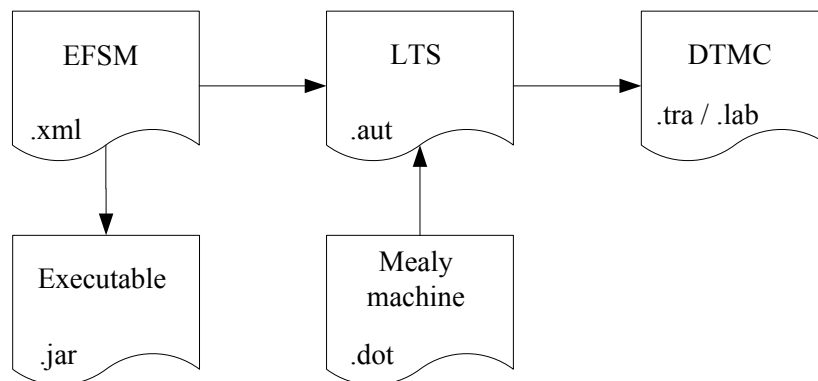 EFSM
.xml
LTS
.aut
DTMC
.tra / .lab
Executable
.jar
Mealy
machine
.dot